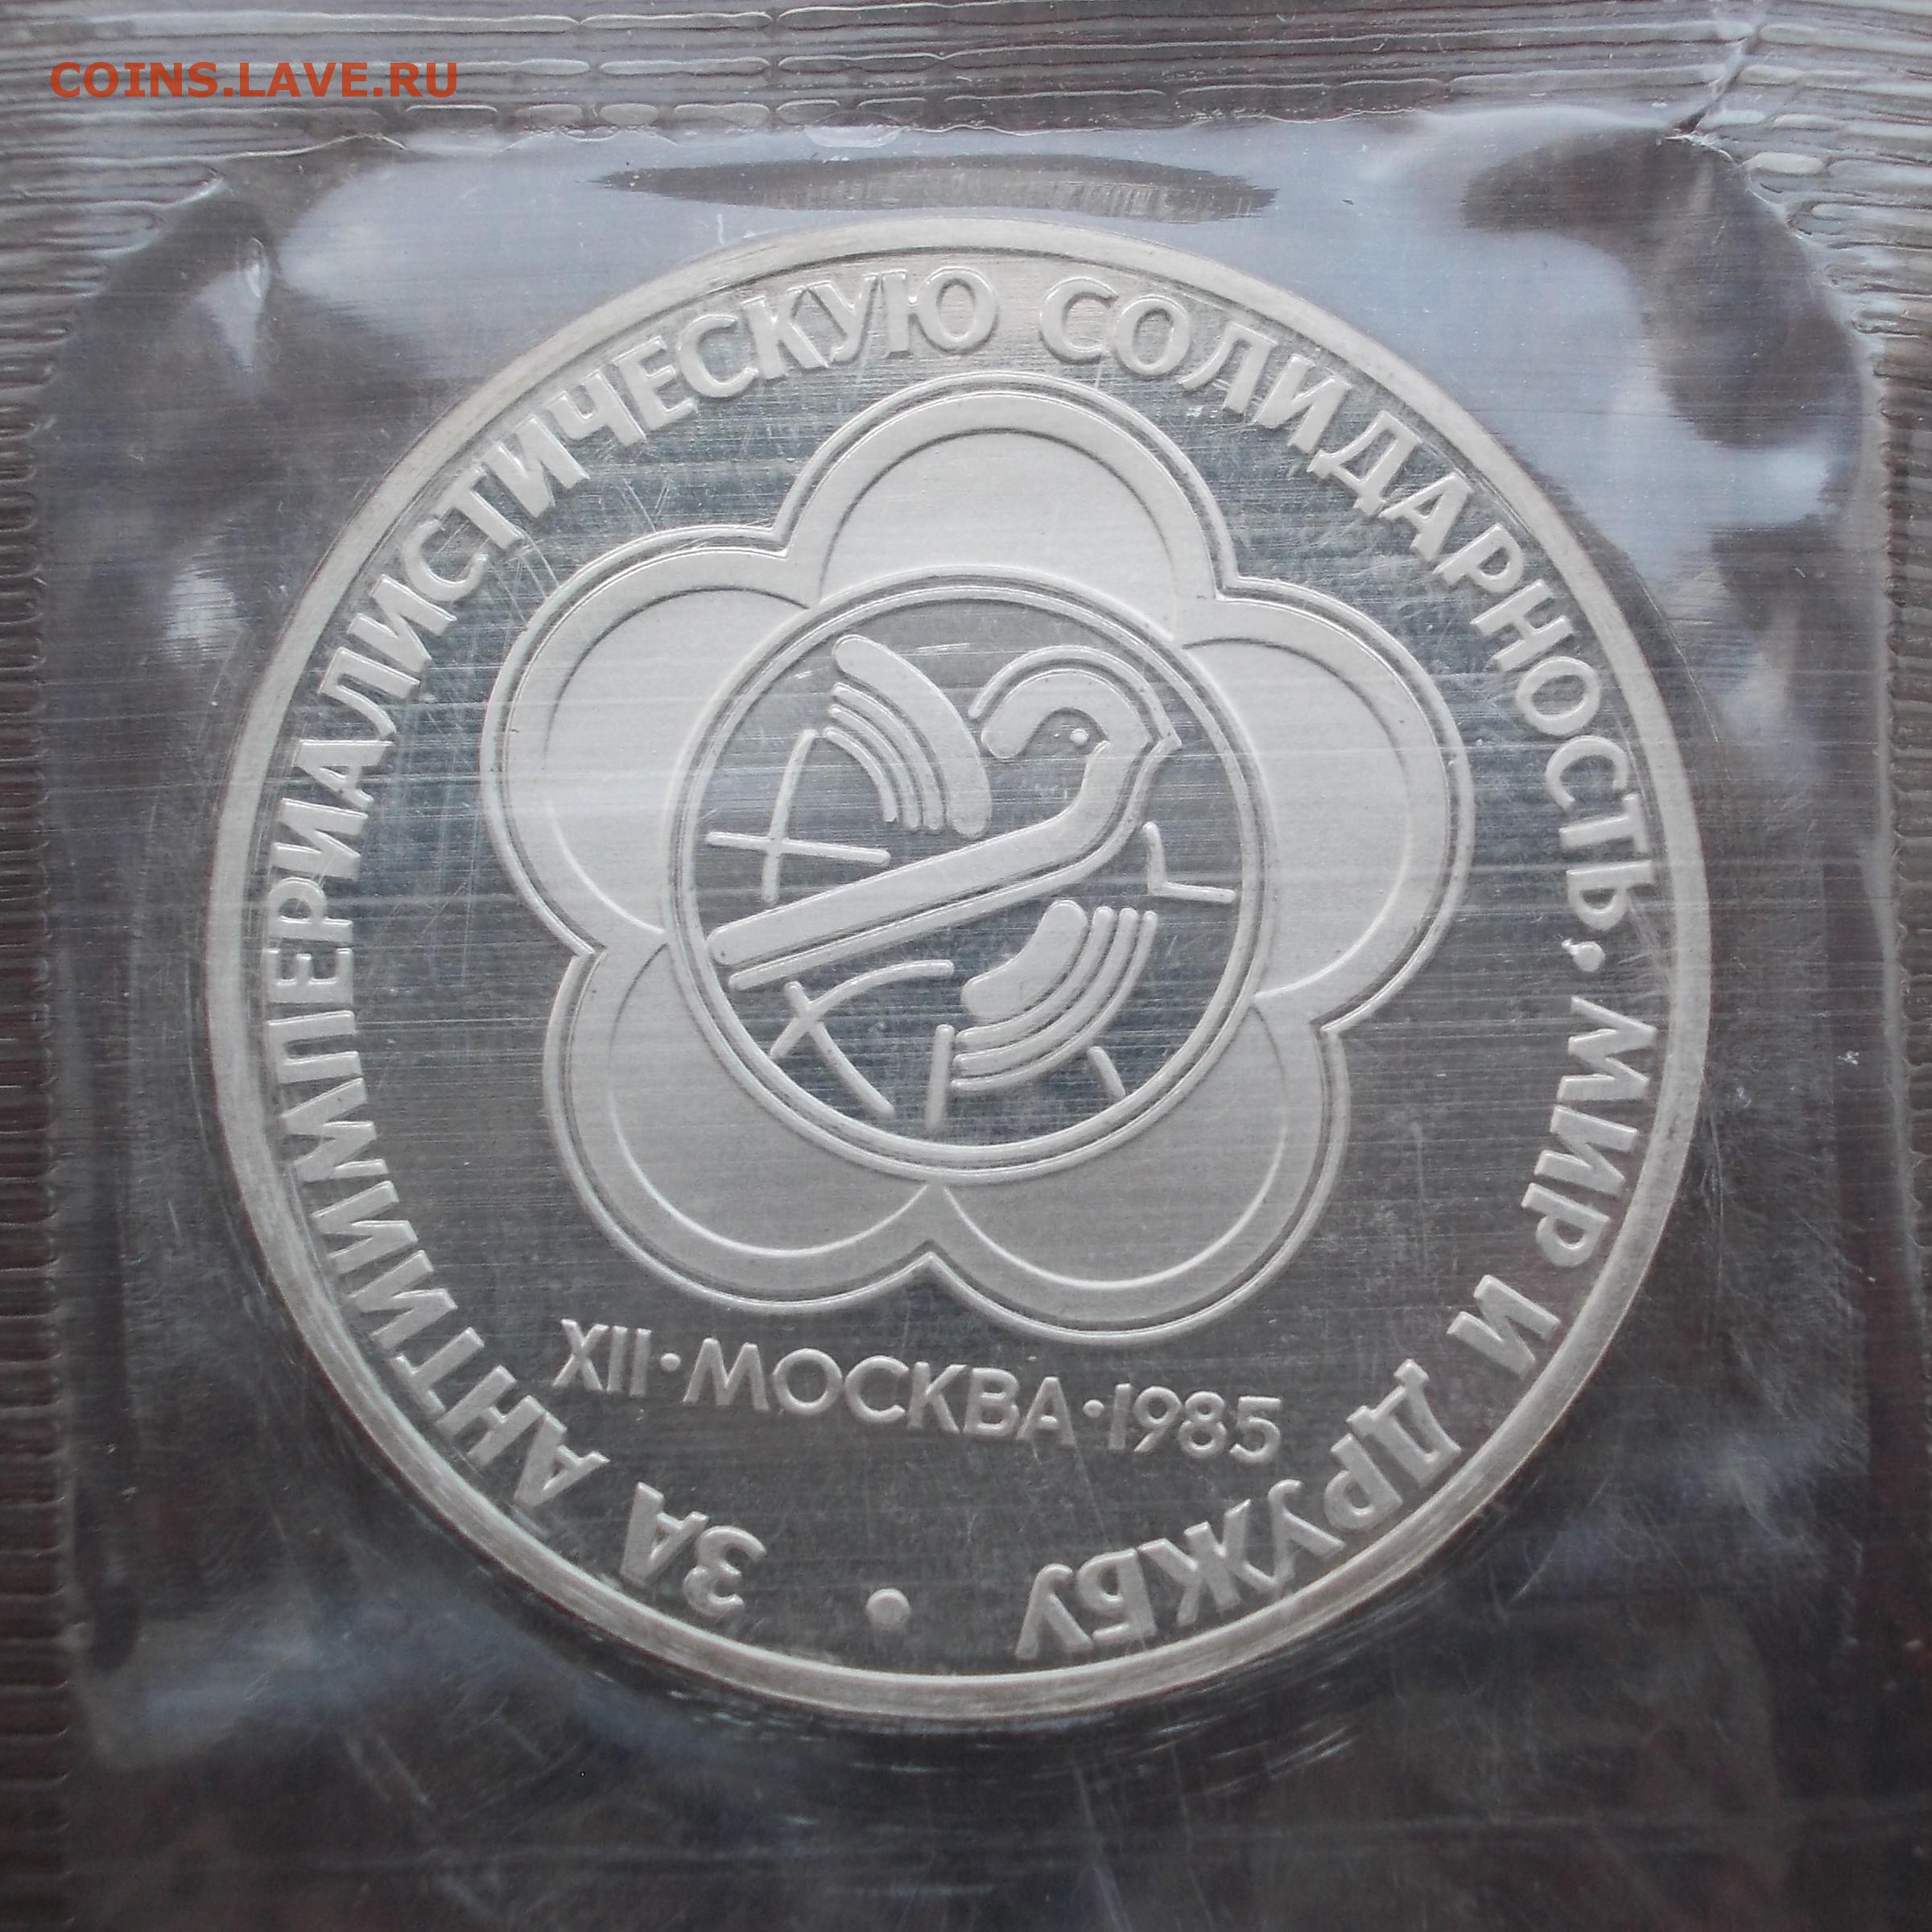 COINS.LAVE.RU
ЗА АНТИИМПЕРИАЛИСТИЧЕСКУЮ СОЛИДАРНОСТЬ, МИР И ДРУЖБУ •
XII·МОСКВА·1985